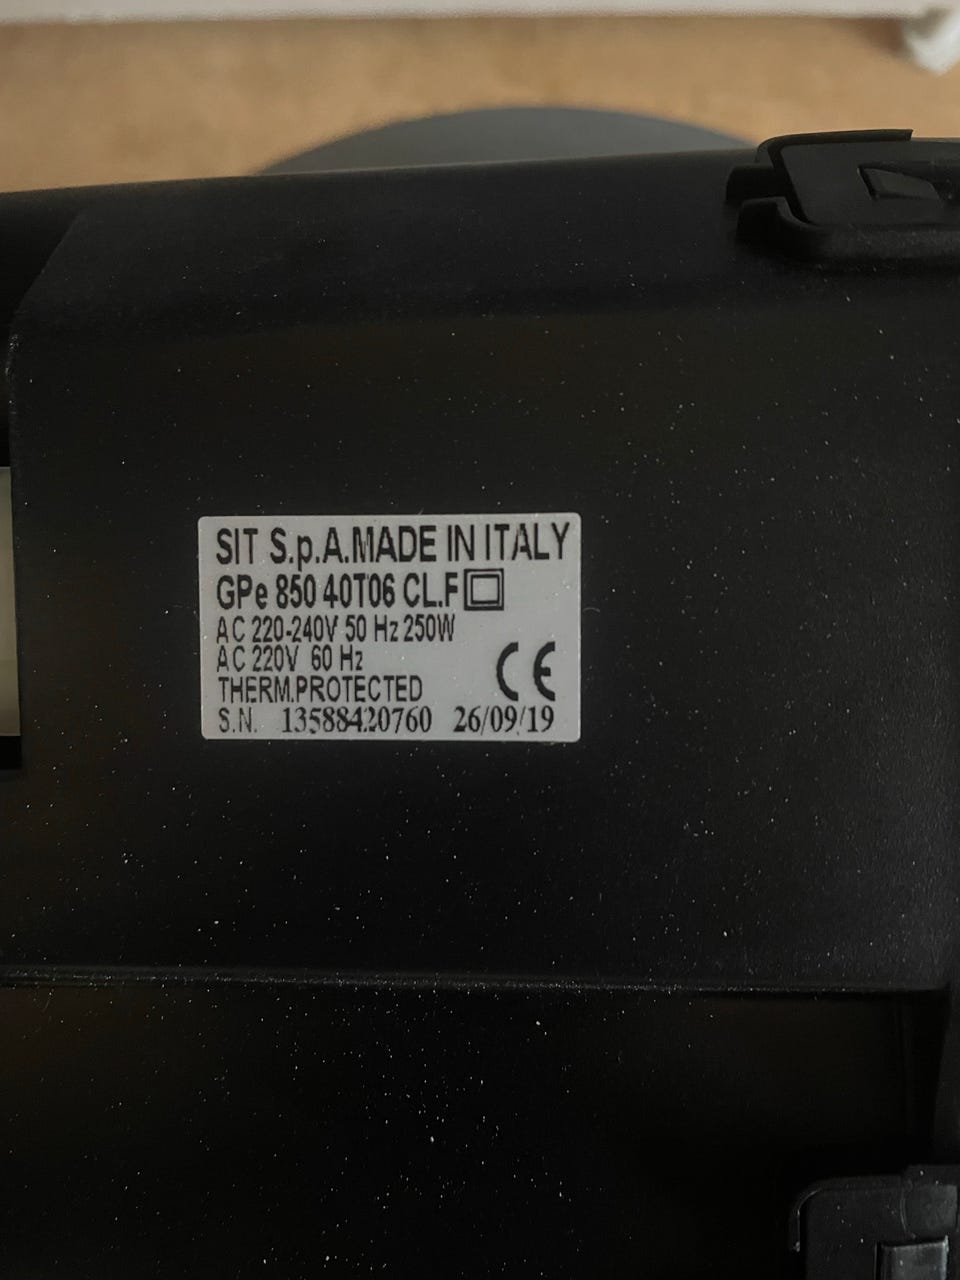 SIT S.p.A.MADE IN ITALY
GPe 850 40T06 CL.F
AC 220-240V 50 Hz 250W
AC 220V 60 Hz
CE
THERM.PROTECTED
S.N. 13588420760 26/09/19